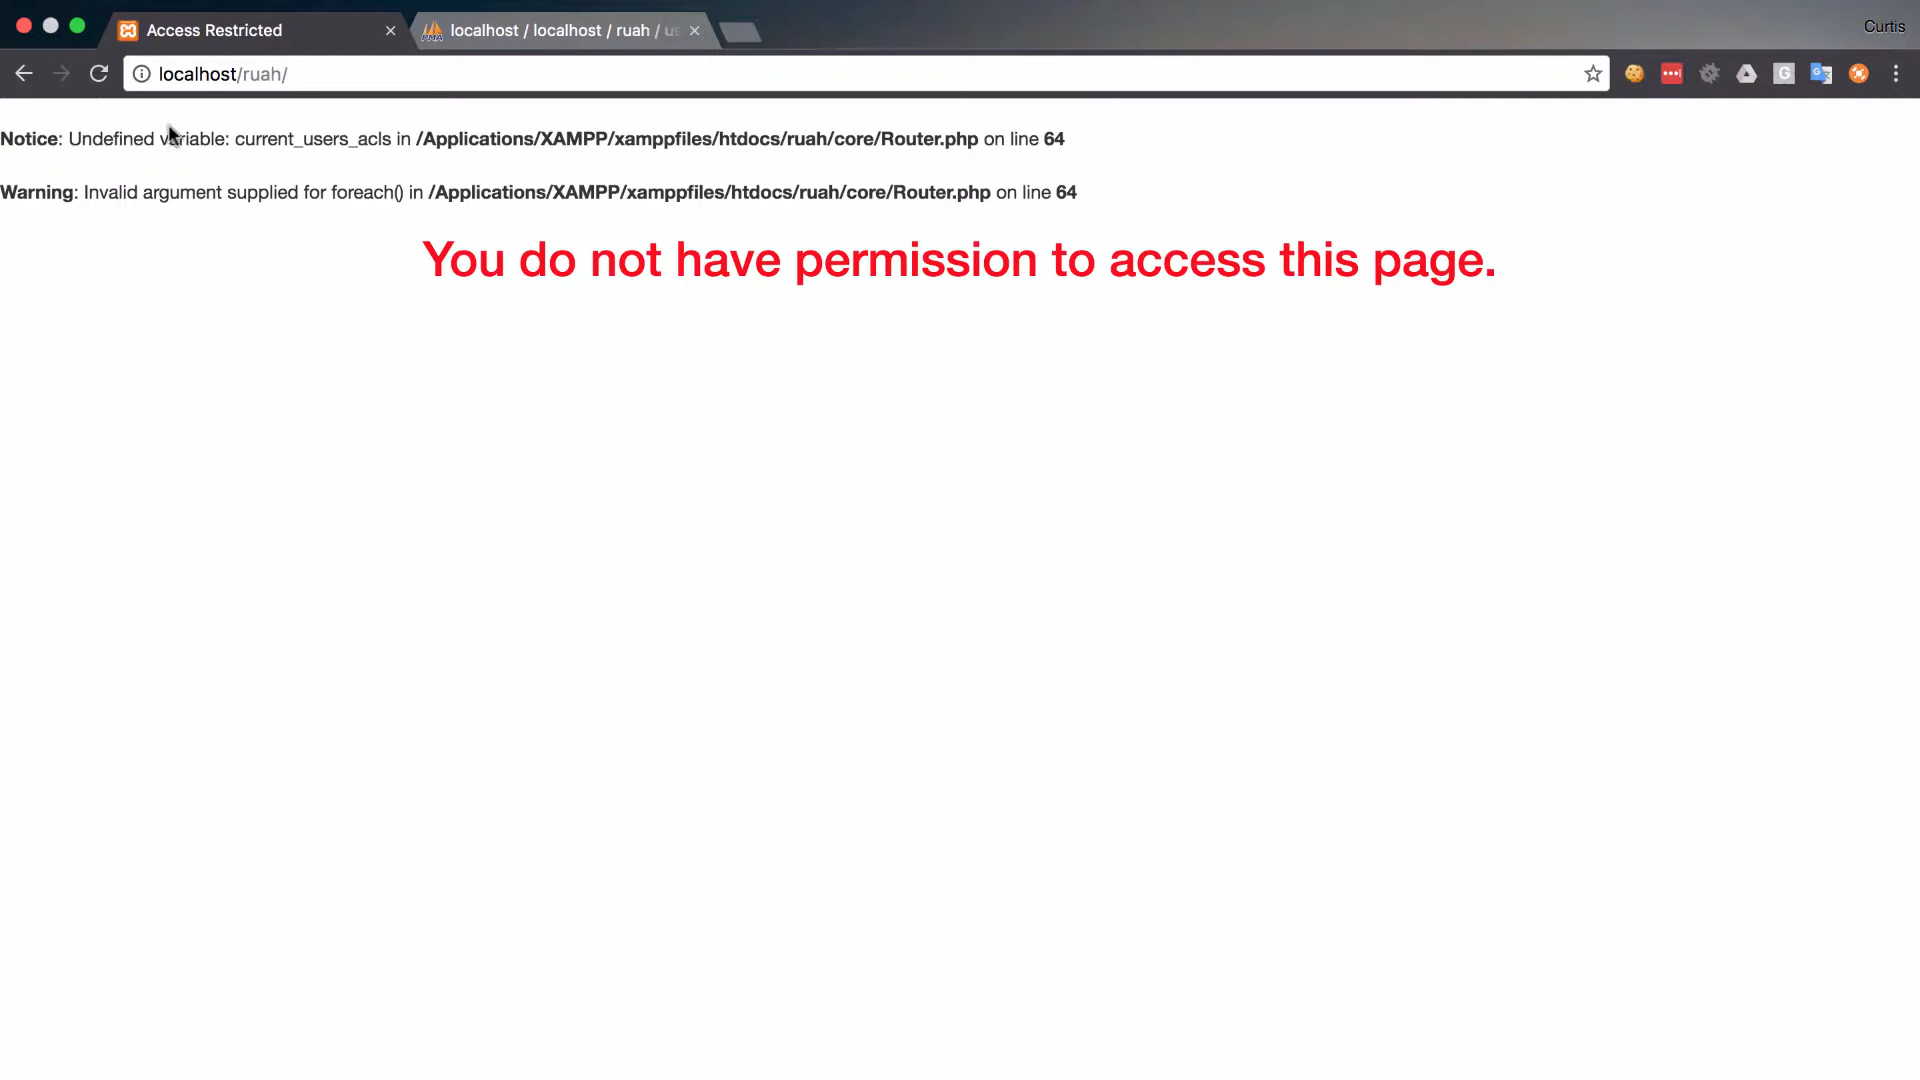 Curtis
Access Restricted
localhost / localhost / ruah / us
localhost/ruah/
Notice: Undefined variable: current_users_acls in /Applications/XAMPP/xamppfiles/htdocs/ruah/core/Router.php on line 64
Warning: Invalid argument supplied for foreach() in /Applications/XAMPP/xamppfiles/htdocs/ruah/core/Router.php on line 64
You do not have permission to access this page.